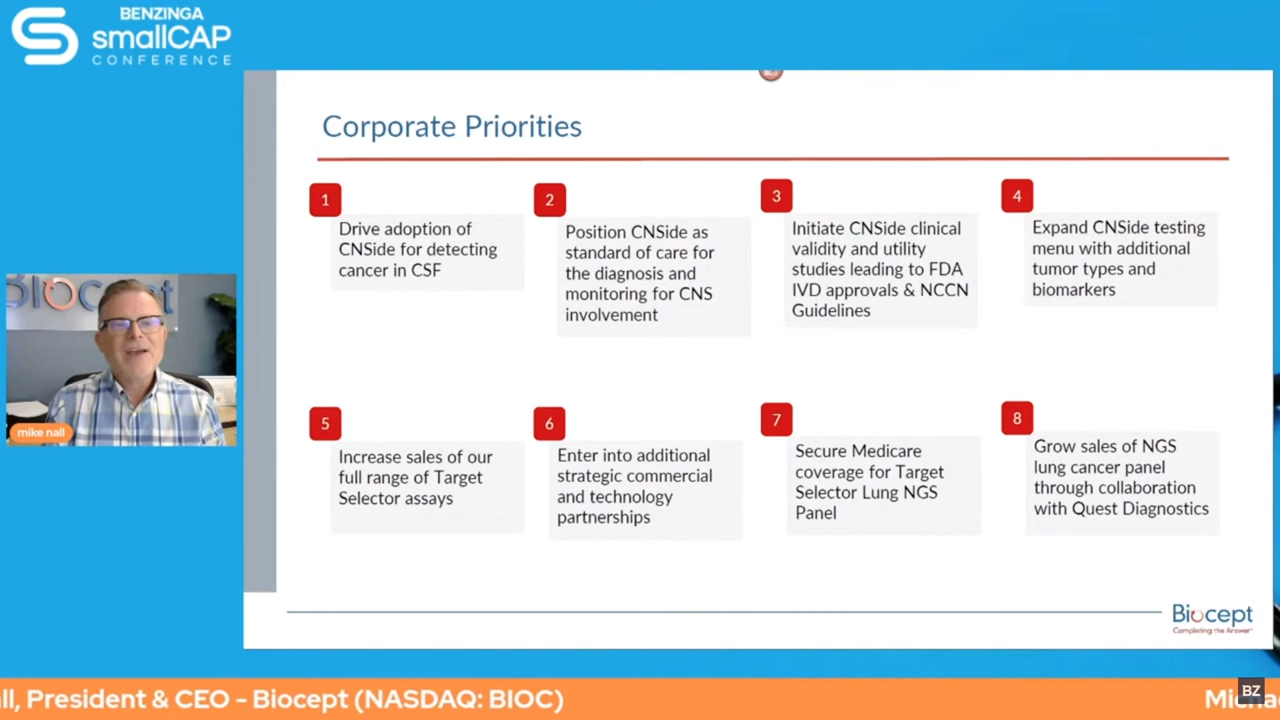 BENZINGA
smallCAP
CONFERENCE
Corporate Priorities
1
Drive adoption of
CNSide for detecting
cancer in CSF
2
Position CNSide as
standard of care for
the diagnosis and
monitoring for CNS
involvement
3
Initiate CNSide clinical
validity and utility
studies leading to FDA
IVD approvals & NCCN
Guidelines
4
Expand CNSide testing
menu with additional
tumor types and
biomarkers
Biocept
mike nall
5
Increase sales of our
full range of Target
Selector assays
6
Enter into additional
strategic commercial
and technology
partnerships
7
Secure Medicare
coverage for Target
Selector Lung NGS
Panel
8
Grow sales of NGS
lung cancer panel
through collaboration
with Quest Diagnostics
Biocept
Completing the Answer
ll, President & CEO – Biocept (NASDAQ: BIOC)
Micha
BZ